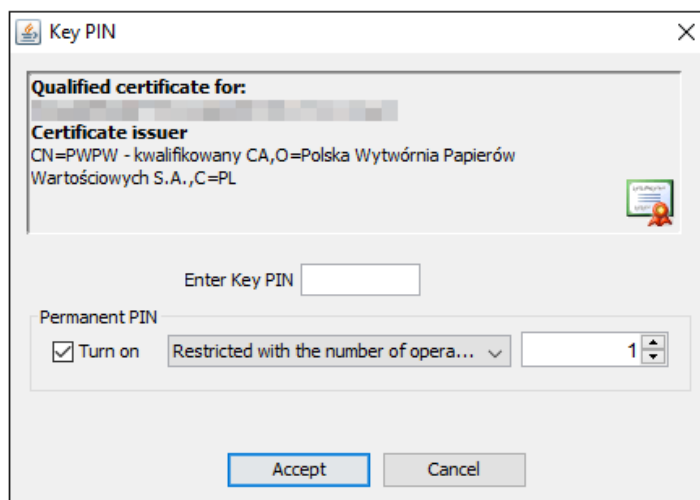 Key PIN
Qualified certificate for:
Certificate issuer
CN=PWPW - kwalifikowany CA,O=Polska Wytwórnia Papierów
Wartościowych S.A.,C=PL
Enter Key PIN
Permanent PIN
Turn on Restricted with the number of opera... 1
Accept Cancel